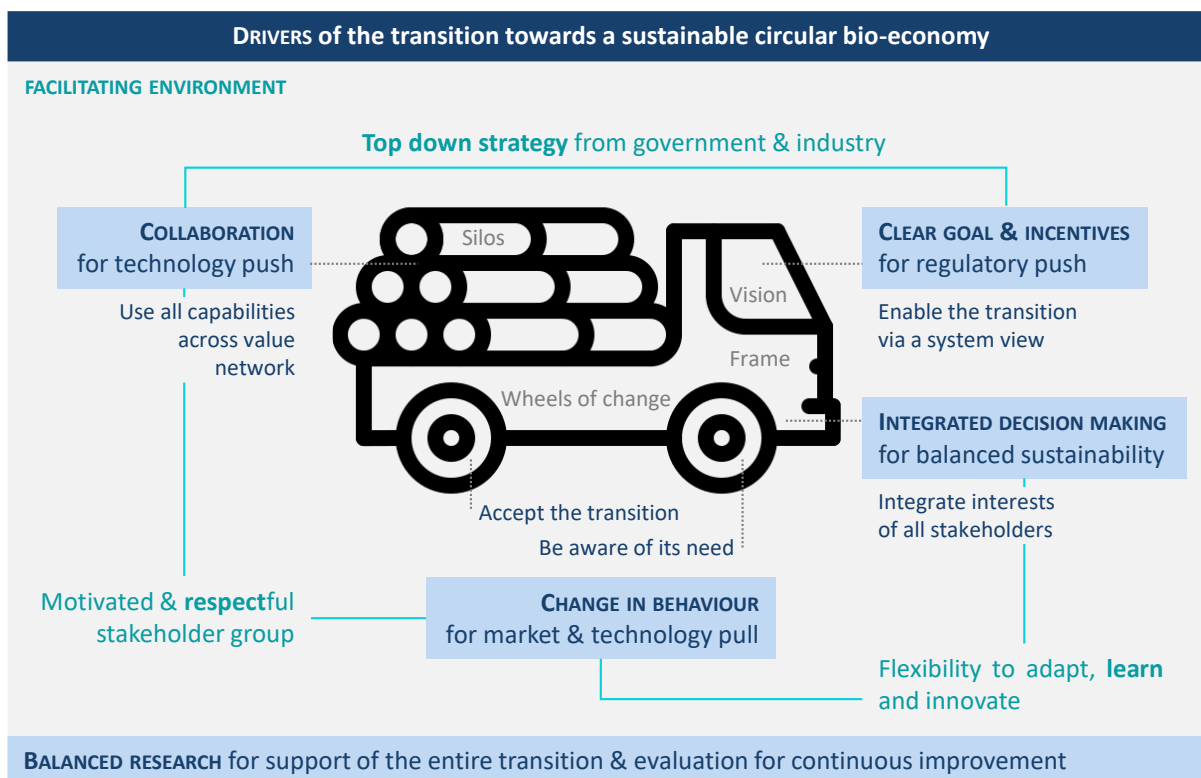 DRIVERS of the transition towards a sustainable circular bio-economy
FACILITATING ENVIRONMENT
Top down strategy from government & industry
COLLABORATION
for technology push
Use all capabilities
across value
network
Silos
Vision
Frame
Wheels of change
CLEAR GOAL & INCENTIVES
for regulatory push
Enable the transition
via a system view
INTEGRATED DECISION MAKING
for balanced sustainability
Integrate interests
of all stakeholders
Accept the transition
Be aware of its need
Motivated & respectful
stakeholder group
CHANGE IN BEHAVIOUR
for market & technology pull
Flexibility to adapt, learn
and innovate
BALANCED RESEARCH for support of the entire transition & evaluation for continuous improvement